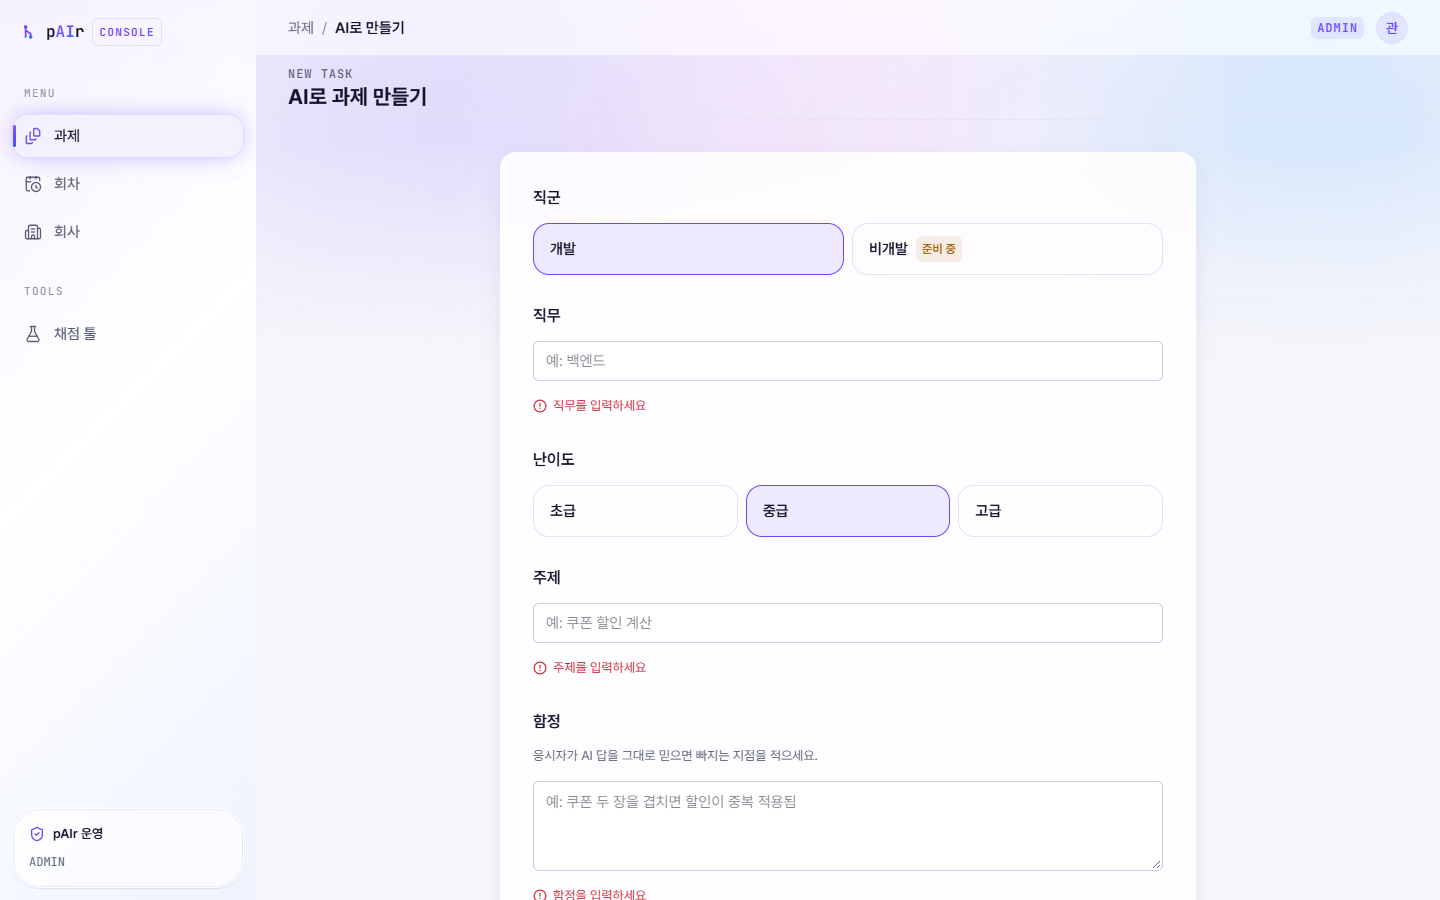 pAIr CONSOLE
MENU
과제
회차
회사
TOOLS
채점 툴
pAIr 운영
ADMIN
과제 / AI로 만들기
ADMIN 관
NEW TASK
AI로 과제 만들기
직군
개발
비개발 준비 중
직무
예: 백엔드
직무를 입력하세요
난이도
초급
중급
고급
주제
예: 쿠폰 할인 계산
주제를 입력하세요
함정
응시자가 AI 답을 그대로 믿으면 빠지는 지점을 적으세요.
예: 쿠폰 두 장을 겹치면 할인이 중복 적용됨
함정을 입력하세요